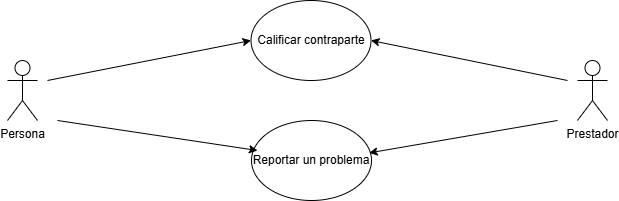 Calificar contraparte
Persona
Prestador
Reportar un problema